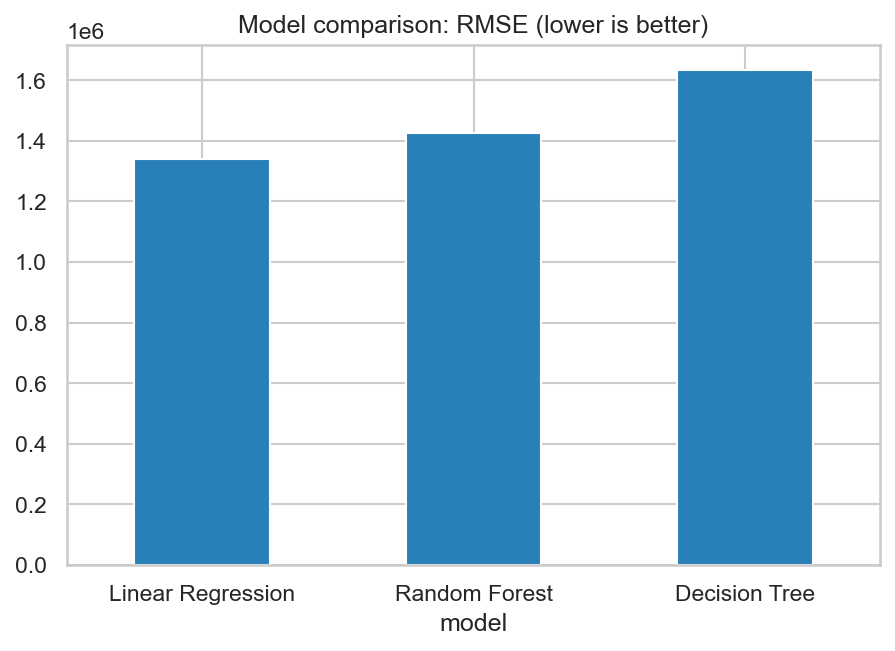 Model comparison: RMSE (lower is better)
1e6
1.6
1.4
1.2
1.0
0.8
0.6
0.4
0.2
0.0
Linear Regression Random Forest Decision Tree
model